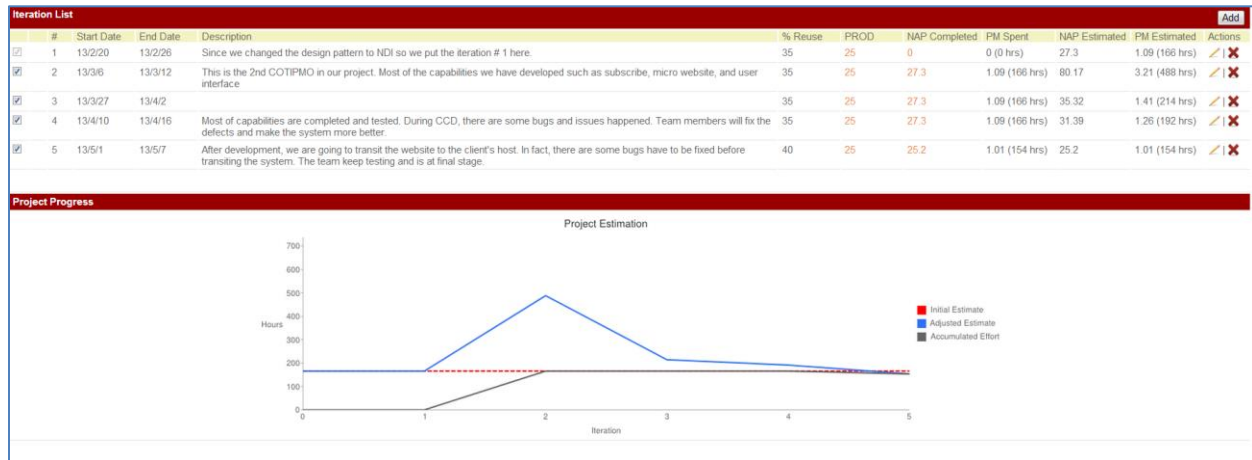 Iteration List
Add
# Start Date End Date Description % Reuse PROD NAP Completed PM Spent NAP Estimated PM Estimated Actions
1 13/2/20 13/2/26 Since we changed the design pattern to NDI so we put the iteration # 1 here. 35 25 0 0 (0 hrs) 27.3 1.09 (166 hrs) |
2 13/3/6 13/3/12 This is the 2nd COTIPMO in our project. Most of the capabilities we have developed such as subscribe, micro website, and user 35 25 27.3 1.09 (166 hrs) 80.17 3.21 (488 hrs) |
interface
3 13/3/27 13/4/2 35 25 27.3 1.09 (166 hrs) 35.32 1.41 (214 hrs) |
4 13/4/10 13/4/16 Most of capabilities are completed and tested. During CCD, there are some bugs and issues happened. Team members will fix the 35 25 27.3 1.09 (166 hrs) 31.39 1.26 (192 hrs) |
defects and make the system more better.
5 13/5/1 13/5/7 After development, we are going to transit the website to the client's host. In fact, there are some bugs have to be fixed before 40 25 25.2 1.01 (154 hrs) 25.2 1.01 (154 hrs) |
transiting the system. The team keep testing and is at final stage.
Project Progress
Project Estimation
700
600
500
400
300
200
100
0
Hours
0 1 2 3 4 5
Iteration
Initial Estimate
Adjusted Estimate
Accumulated Effort